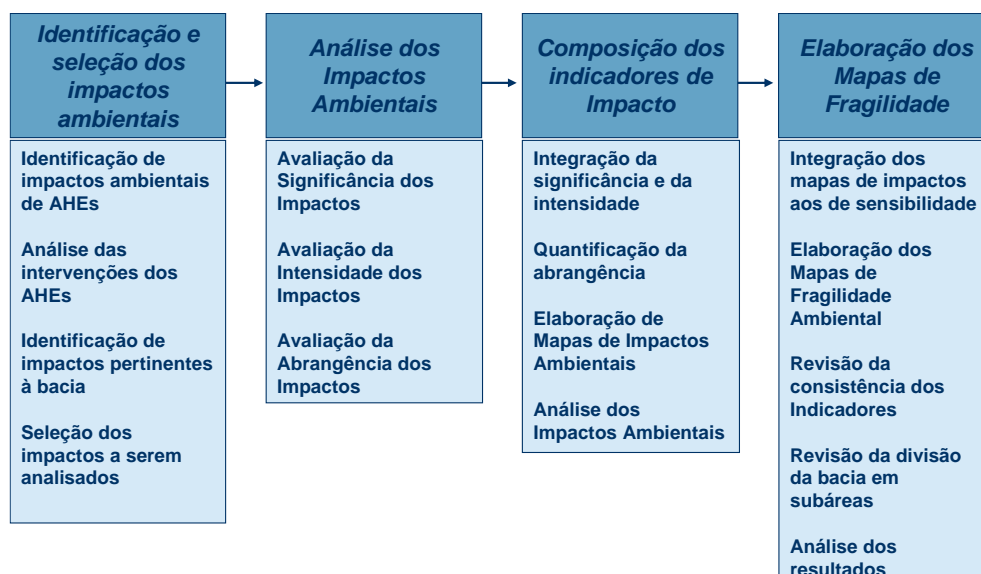 Identificação e
seleção dos
impactos
ambientais
Identificação de
impactos ambientais
de AHEs
Análise das
intervenções dos
AHEs
Identificação de
impactos pertinentes
à bacia
Seleção dos
impactos a serem
analisados
Análise dos
Impactos
Ambientais
Avaliação da
Significância dos
Impactos
Avaliação da
Intensidade dos
Impactos
Avaliação da
Abrangência dos
Impactos
Composição dos
indicadores de
Impacto
Integração da
significância e da
intensidade
Quantificação da
abrangência
Elaboração de
Mapas de Impactos
Ambientais
Análise dos
Impactos Ambientais
Elaboração dos
Mapas de
Fragilidade
Integração dos
mapas de impactos
aos de sensibilidade
Elaboração dos
Mapas de
Fragilidade
Ambiental
Revisão da
consistência dos
Indicadores
Revisão da divisão
da bacia em
subáreas
Análise dos
resultados